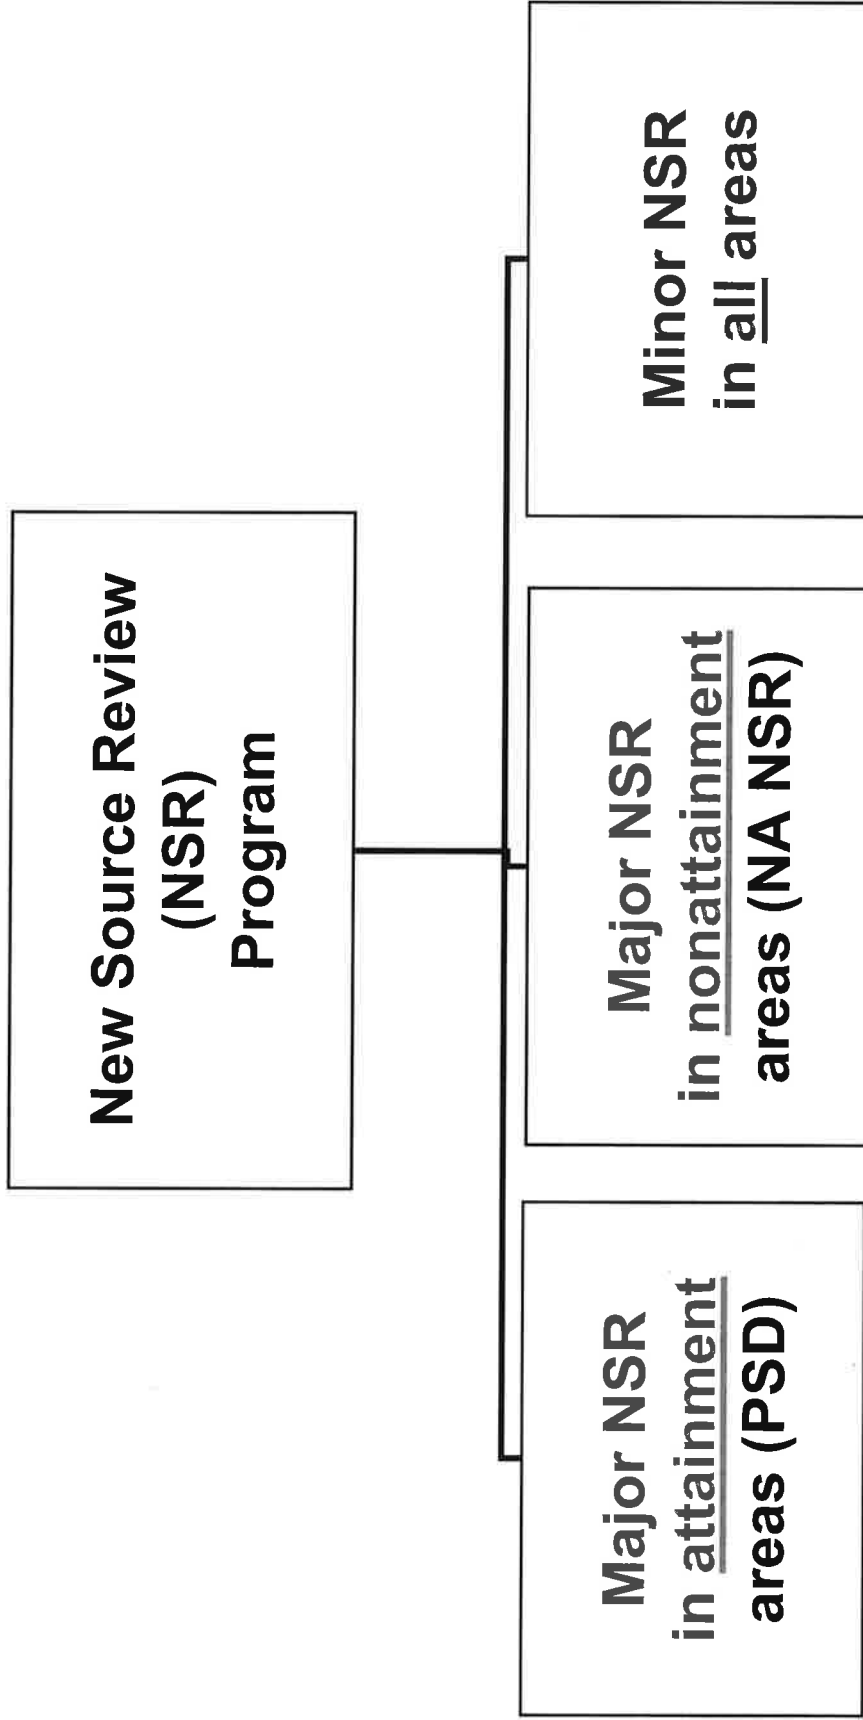 New Source Review
(NSR)
Program
Major NSR
in attainment
areas (PSD)
Major NSR
in nonattainment
areas (NA NSR)
Minor NSR
in all areas